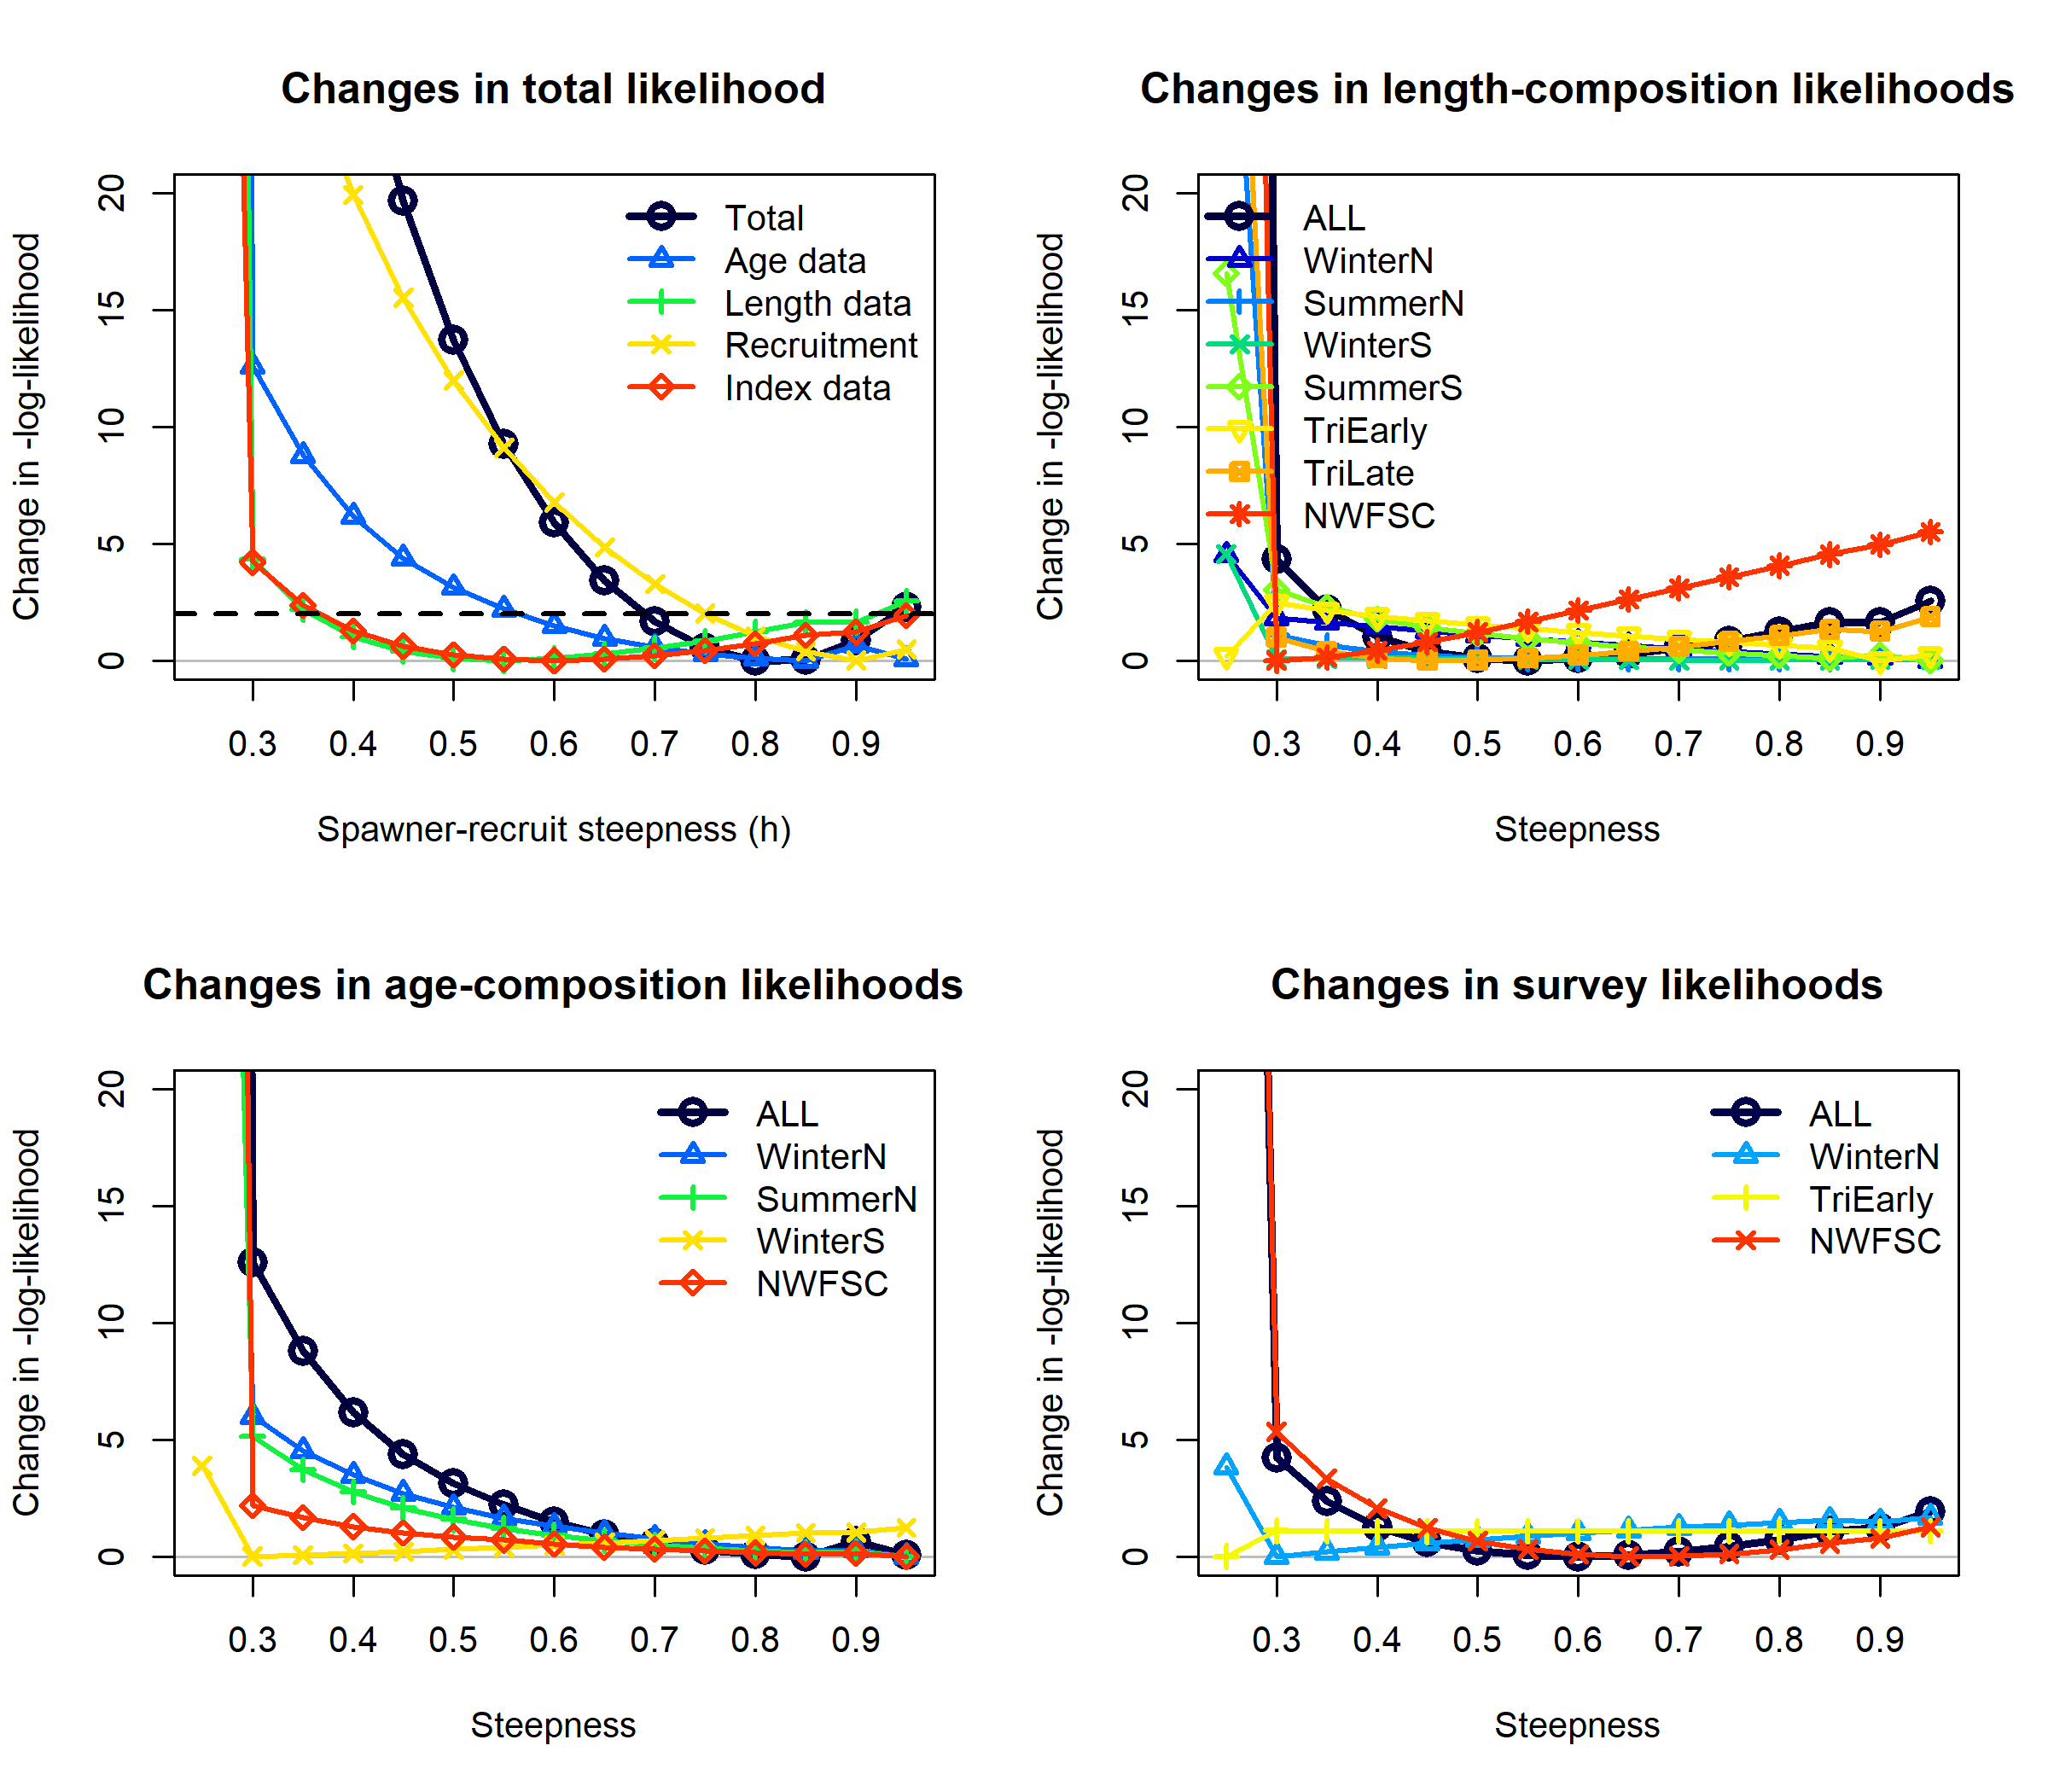 Changes in total likelihood
Change in -log-likelihood
20
15
10
5
0
Total
Age data
Length data
Recruitment
Index data
0.3 0.4 0.5 0.6 0.7 0.8 0.9
Spawner-recruit steepness (h)
Changes in length-composition likelihoods
Change in -log-likelihood
20
15
10
5
0
ALL
WinterN
SummerN
WinterS
SummerS
TriEarly
TriLate
NWFSC
0.3 0.4 0.5 0.6 0.7 0.8 0.9
Steepness
Changes in age-composition likelihoods
Change in -log-likelihood
20
15
10
5
0
ALL
WinterN
SummerN
WinterS
NWFSC
0.3 0.4 0.5 0.6 0.7 0.8 0.9
Steepness
Changes in survey likelihoods
Change in -log-likelihood
20
15
10
5
0
ALL
WinterN
TriEarly
NWFSC
0.3 0.4 0.5 0.6 0.7 0.8 0.9
Steepness